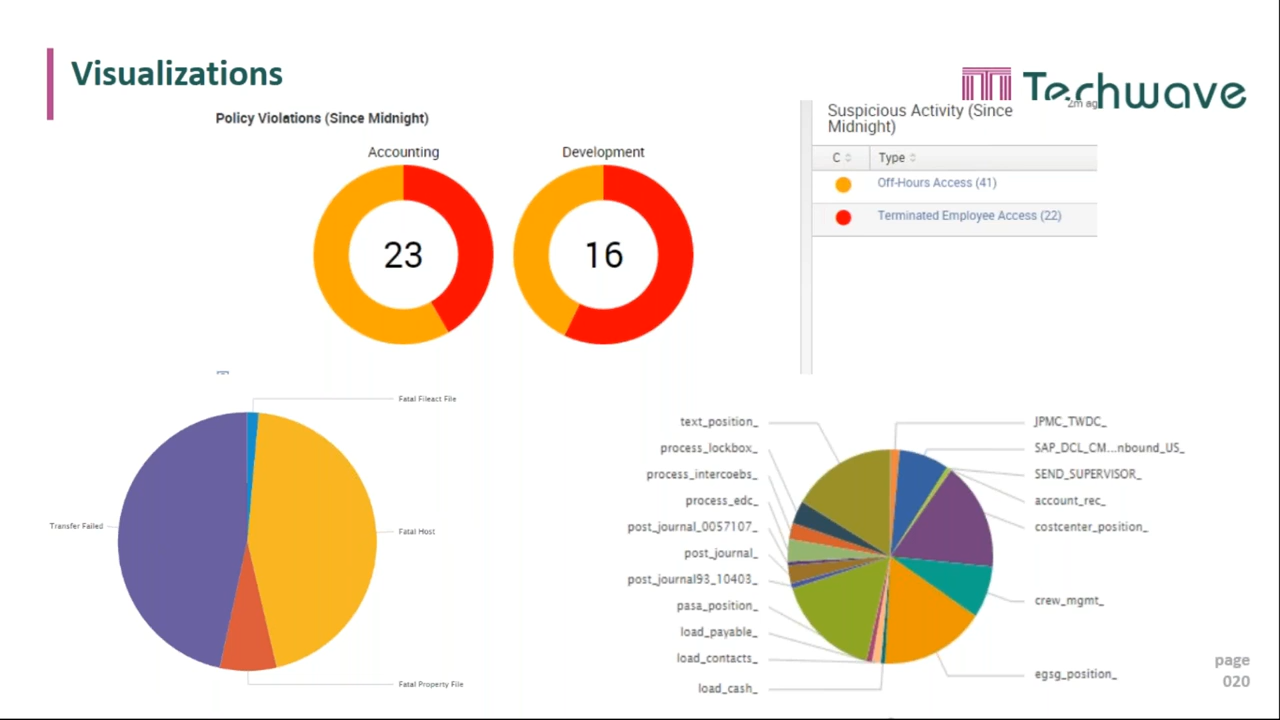 Visualizations
Techwave
Policy Violations (Since Midnight)
Accounting
Development
23
16
2m ag
Suspicious Activity (Since
Midnight)
C
Type
Off-Hours Access (41)
Terminated Employee Access (22)
Fatal Fileact File
Transfer Failed
Fatal Host
Fatal Property File
text_position_
process_lockbox_
process_intercoebs_
process_edc_
post_journal_0057107_
post_journal_
post_journal93_10403_
pasa_position_
load_payable_
load_contacts_
load_cash_
JPMC_TWDC_
SAP_DCL_CM...nbound_US_
SEND_SUPERVISOR_
account_rec_
costcenter_position_
crew_mgmt_
egsg_position_
page
020